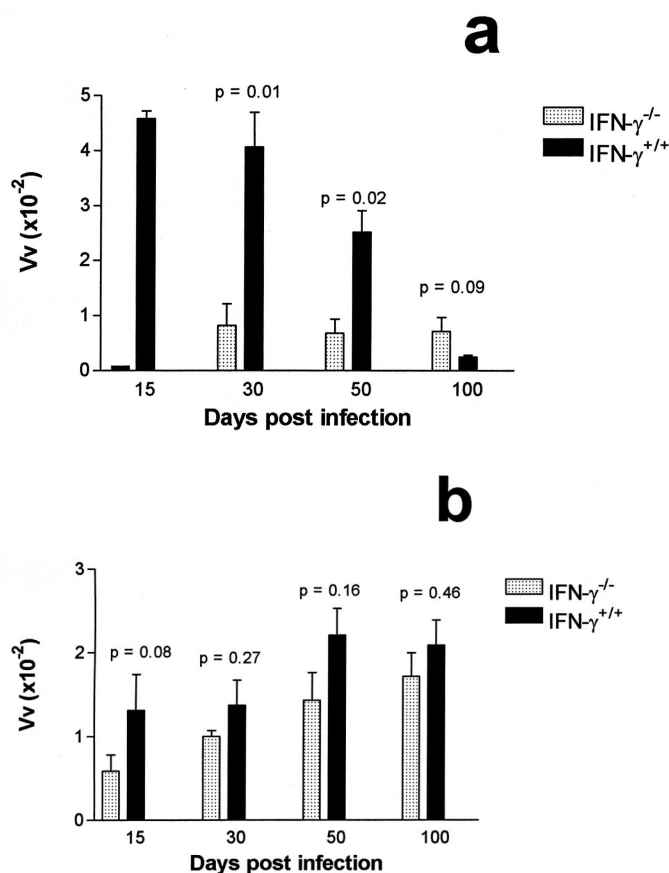 a
5
4
3
2
1
0
Vv (x10⁻²)
p = 0.01
p = 0.02
p = 0.09
IFN-γ⁻/⁻
IFN-γ⁺/⁺
15 30 50 100
Days post infection
b
3
2
1
0
Vv (x10⁻²)
p = 0.08
p = 0.27
p = 0.16
p = 0.46
IFN-γ⁻/⁻
IFN-γ⁺/⁺
15 30 50 100
Days post infection